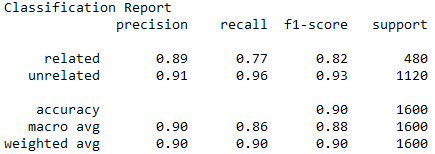 Classification Report
precision recall f1-score support
related 0.89 0.77 0.82 480
unrelated 0.91 0.96 0.93 1120
accuracy 0.90 1600
macro avg 0.90 0.86 0.88 1600
weighted avg 0.90 0.90 0.90 1600